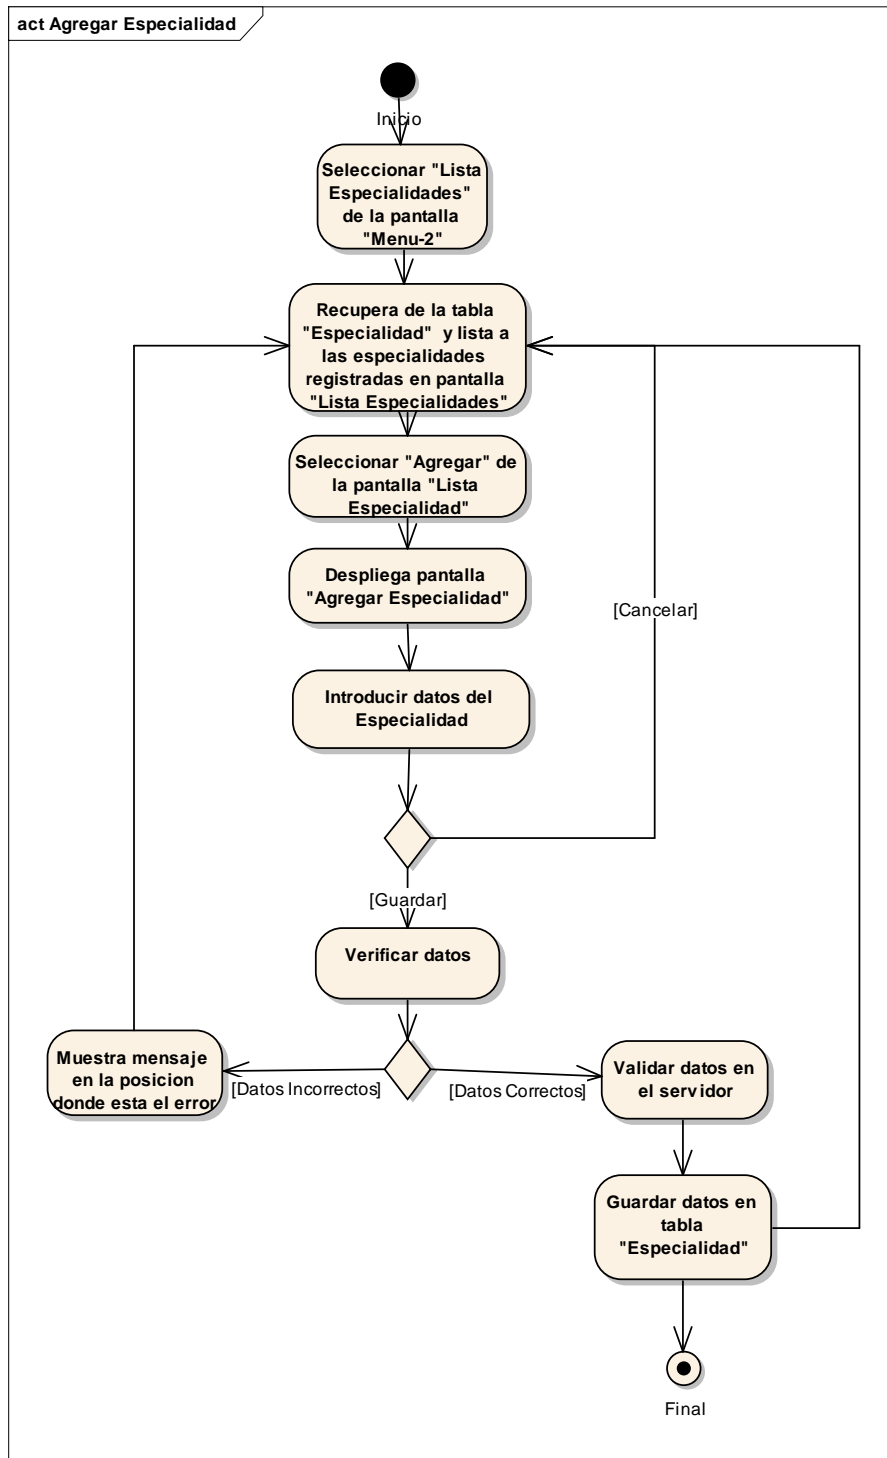 act Agregar Especialidad
Inicio
Seleccionar "Lista
Especialidades"
de la pantalla
"Menu-2"
Recupera de la tabla
"Especialidad" y lista a
las especialidades
registradas en pantalla
"Lista Especialidades"
Seleccionar "Agregar" de
la pantalla "Lista
Especialidad"
Despliega pantalla
"Agregar Especialidad"
[Cancelar]
Introducir datos del
Especialidad
[Guardar]
Verificar datos
Muestra mensaje
en la posicion
donde esta el error
[Datos Incorrectos]
[Datos Correctos]
Validar datos en
el servidor
Guardar datos en
tabla
"Especialidad"
Final